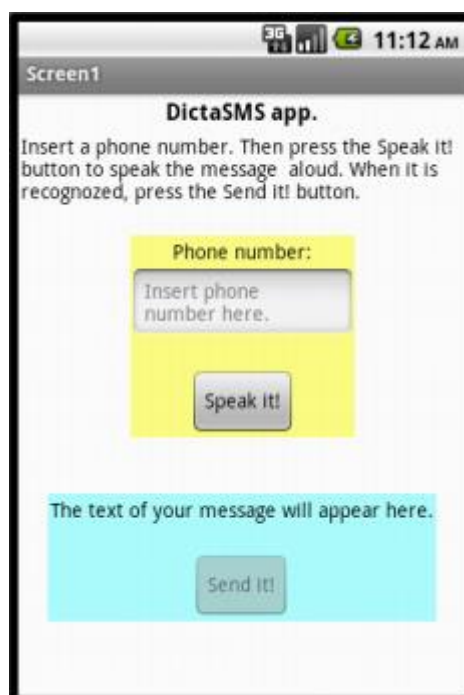 3G 11:12 AM
Screen1
DictaSMS app.
Insert a phone number. Then press the Speak it!
button to speak the message aloud. When it is
recognozed, press the Send it! button.
Phone number:
Insert phone
number here.
Speak it!
The text of your message will appear here.
Send it!